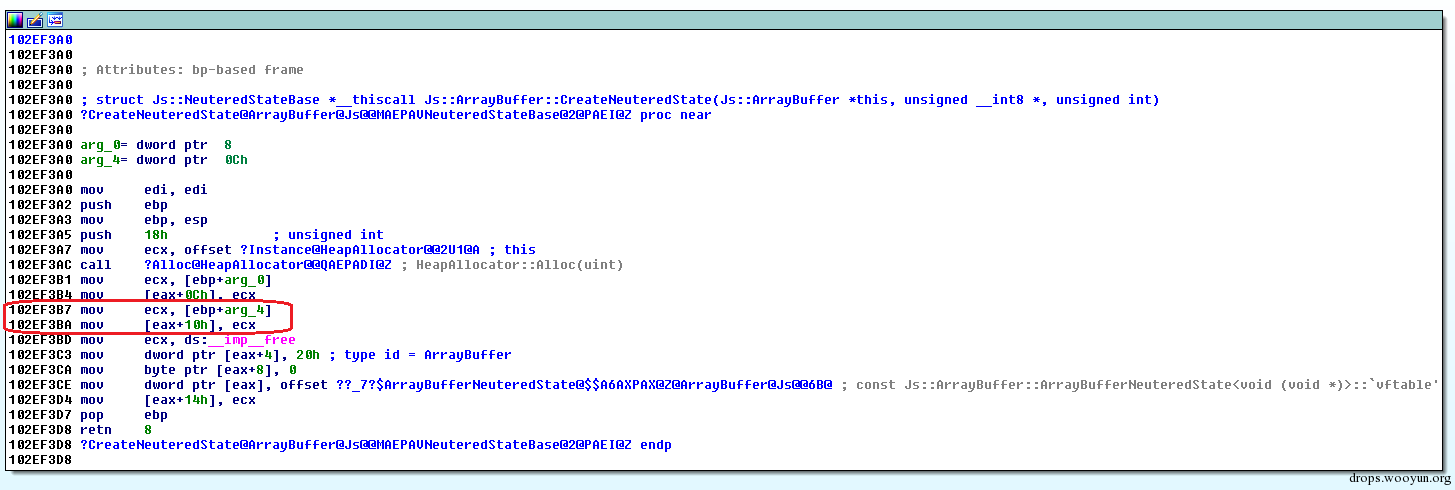 102EF3A0
102EF3A0
102EF3A0 ; Attributes: bp-based frame
102EF3A0
102EF3A0 ; struct Js::NeuteredStateBase *__thiscall Js::ArrayBuffer::CreateNeuteredState(Js::ArrayBuffer *this, unsigned __int8 *, unsigned int)
102EF3A0 ?CreateNeuteredState@ArrayBuffer@Js@@MAEPAVNeuteredStateBase@2@PAEI@Z proc near
102EF3A0
102EF3A0 arg_0= dword ptr  8
102EF3A0 arg_4= dword ptr  0Ch
102EF3A0
102EF3A0 mov     edi, edi
102EF3A2 push    ebp
102EF3A3 mov     ebp, esp
102EF3A5 push    18h             ; unsigned int
102EF3A7 mov     ecx, offset ?Instance@HeapAllocator@@2U1@A ; this
102EF3AC call    ?Alloc@HeapAllocator@@QAEPADI@Z ; HeapAllocator::Alloc(uint)
102EF3B1 mov     ecx, [ebp+arg_0]
102EF3B4 mov     [eax+0Ch], ecx
102EF3B7 mov     ecx, [ebp+arg_4]
102EF3BA mov     [eax+10h], ecx
102EF3BD mov     ecx, ds:__imp__free
102EF3C3 mov     dword ptr [eax+4], 20h ; type id = ArrayBuffer
102EF3CA mov     byte ptr [eax+8], 0
102EF3CE mov     dword ptr [eax], offset ??_7?$ArrayBufferNeuteredState@$$A6AXPAX@Z@ArrayBuffer@Js@@6B@ ; const Js::ArrayBuffer::ArrayBufferNeuteredState<void (void *)>::`vftable'
102EF3D4 mov     [eax+14h], ecx
102EF3D7 pop     ebp
102EF3D8 retn    8
102EF3D8 ?CreateNeuteredState@ArrayBuffer@Js@@MAEPAVNeuteredStateBase@2@PAEI@Z endp
102EF3D8
drops.wooyun.org